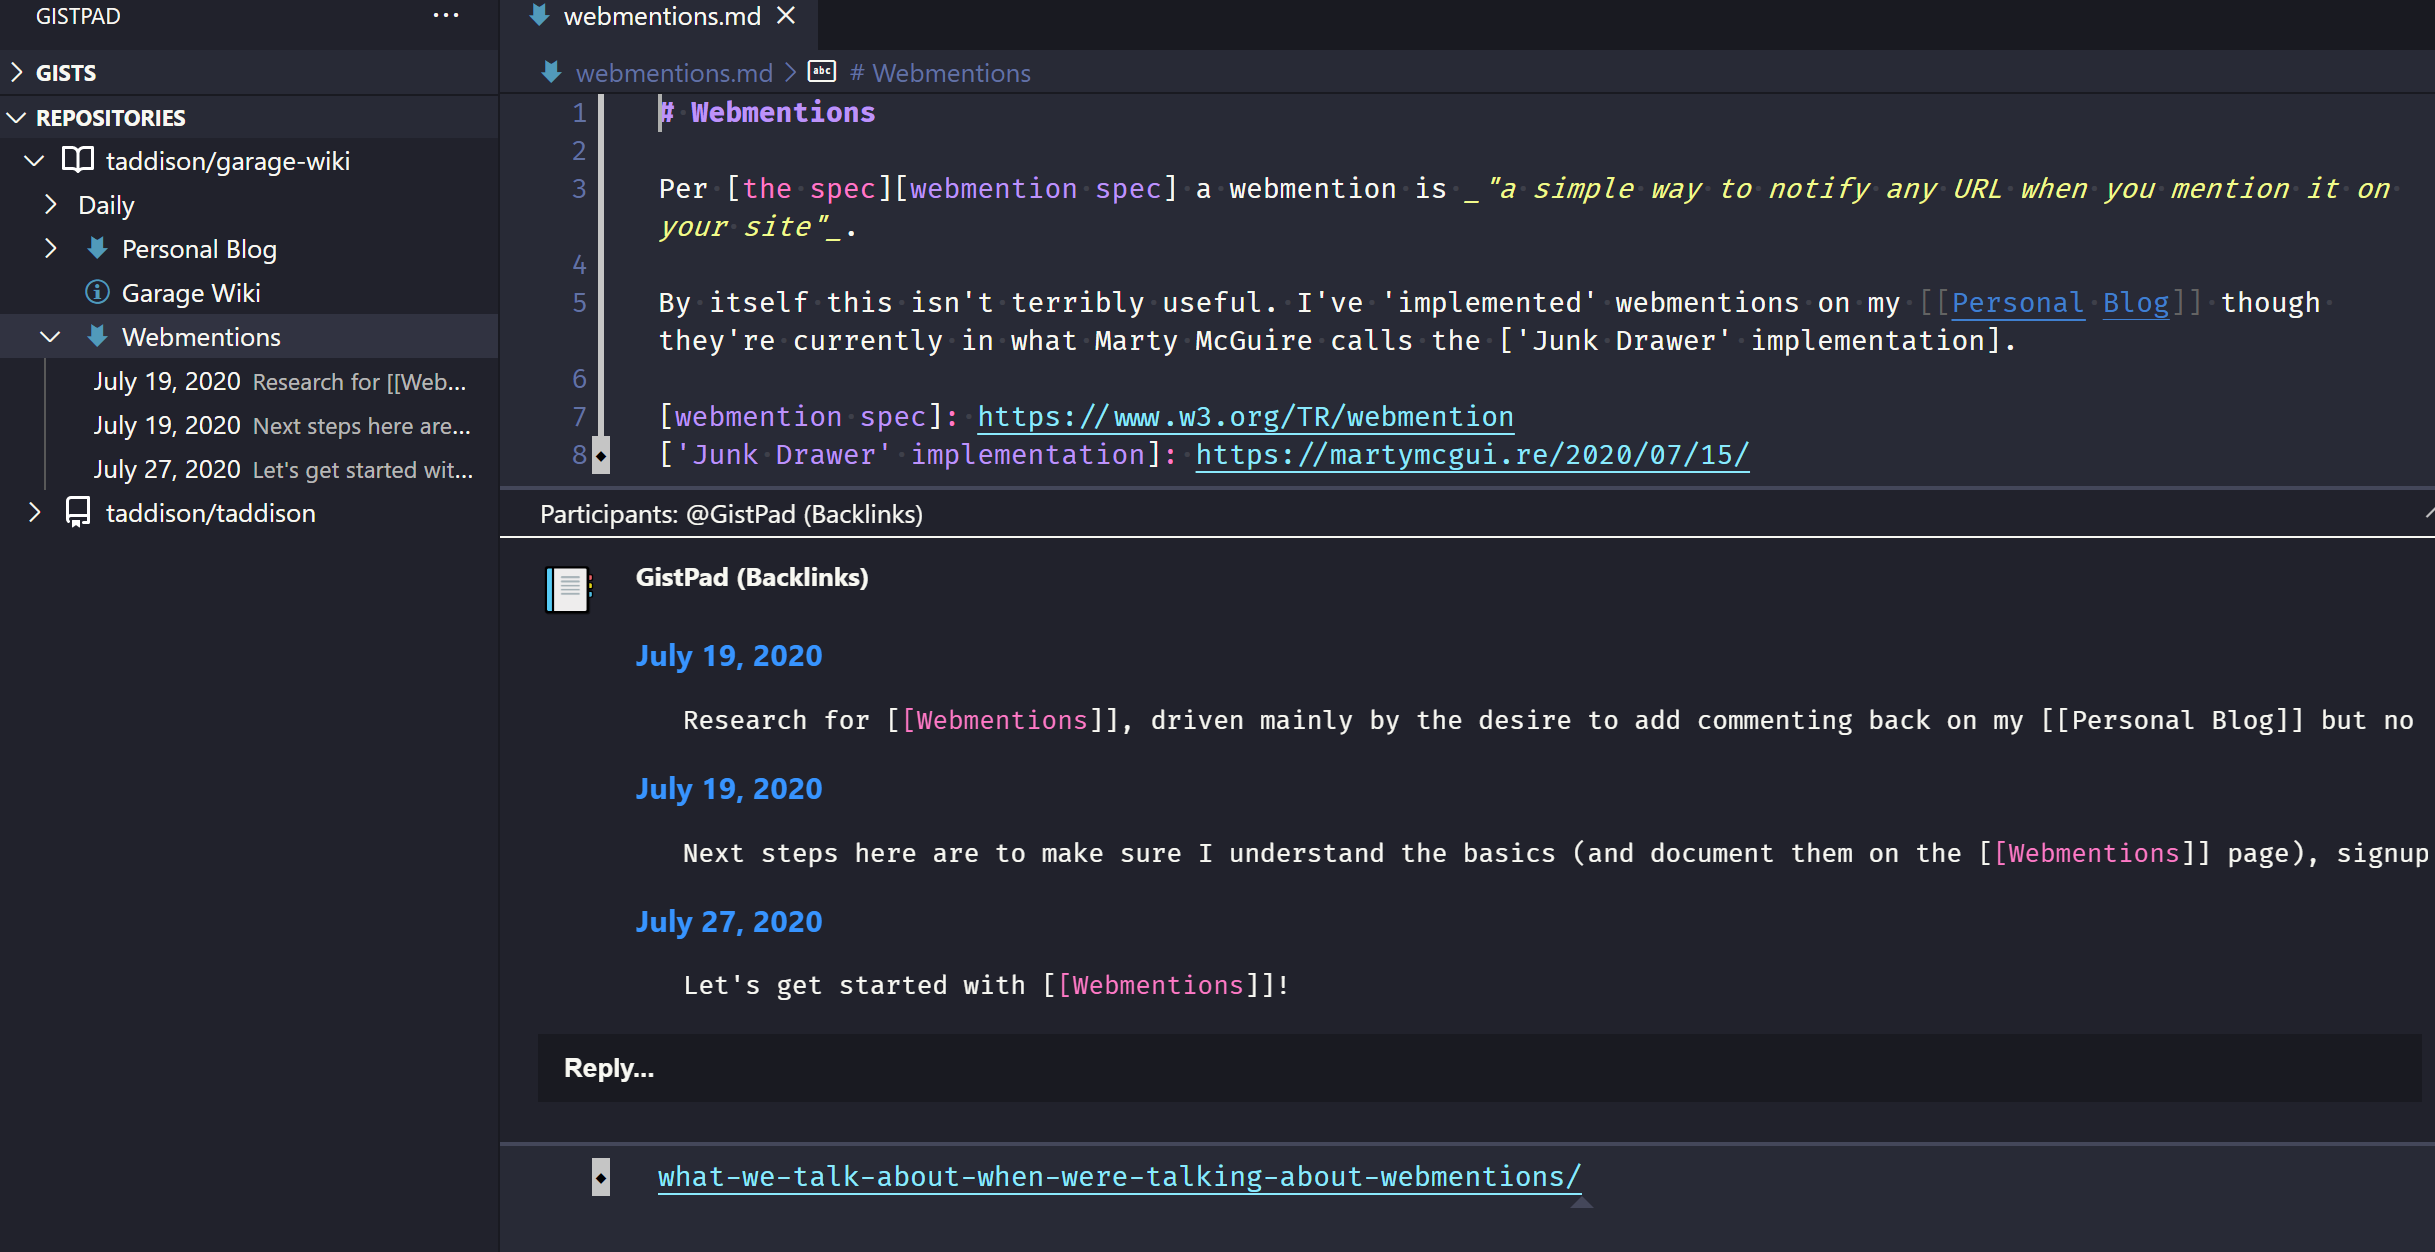 GISTPAD
GISTS
REPOSITORIES
taddison/garage-wiki
Daily
Personal Blog
Garage Wiki
Webmentions
July 19, 2020 Research for [[Web...
July 19, 2020 Next steps here are...
July 27, 2020 Let's get started wit...
taddison/taddison
webmentions.md
webmentions.md > abc # Webmentions
1 # Webmentions
2
3 Per [the spec][webmention spec] a webmention is _"a simple way to notify any URL when you mention it on
your site"_.
4
5 By itself this isn't terribly useful. I've 'implemented' webmentions on my [[Personal Blog]] though
they're currently in what Marty McGuire calls the ['Junk Drawer' implementation].
6
7 [webmention spec]: https://www.w3.org/TR/webmention
8 ['Junk Drawer' implementation]: https://martymcgui.re/2020/07/15/
Participants: @GistPad (Backlinks)
GistPad (Backlinks)
July 19, 2020
Research for [[Webmentions]], driven mainly by the desire to add commenting back on my [[Personal Blog]] but no
July 19, 2020
Next steps here are to make sure I understand the basics (and document them on the [[Webmentions]] page), signup
July 27, 2020
Let's get started with [[Webmentions]]!
Reply...
what-we-talk-about-when-were-talking-about-webmentions/